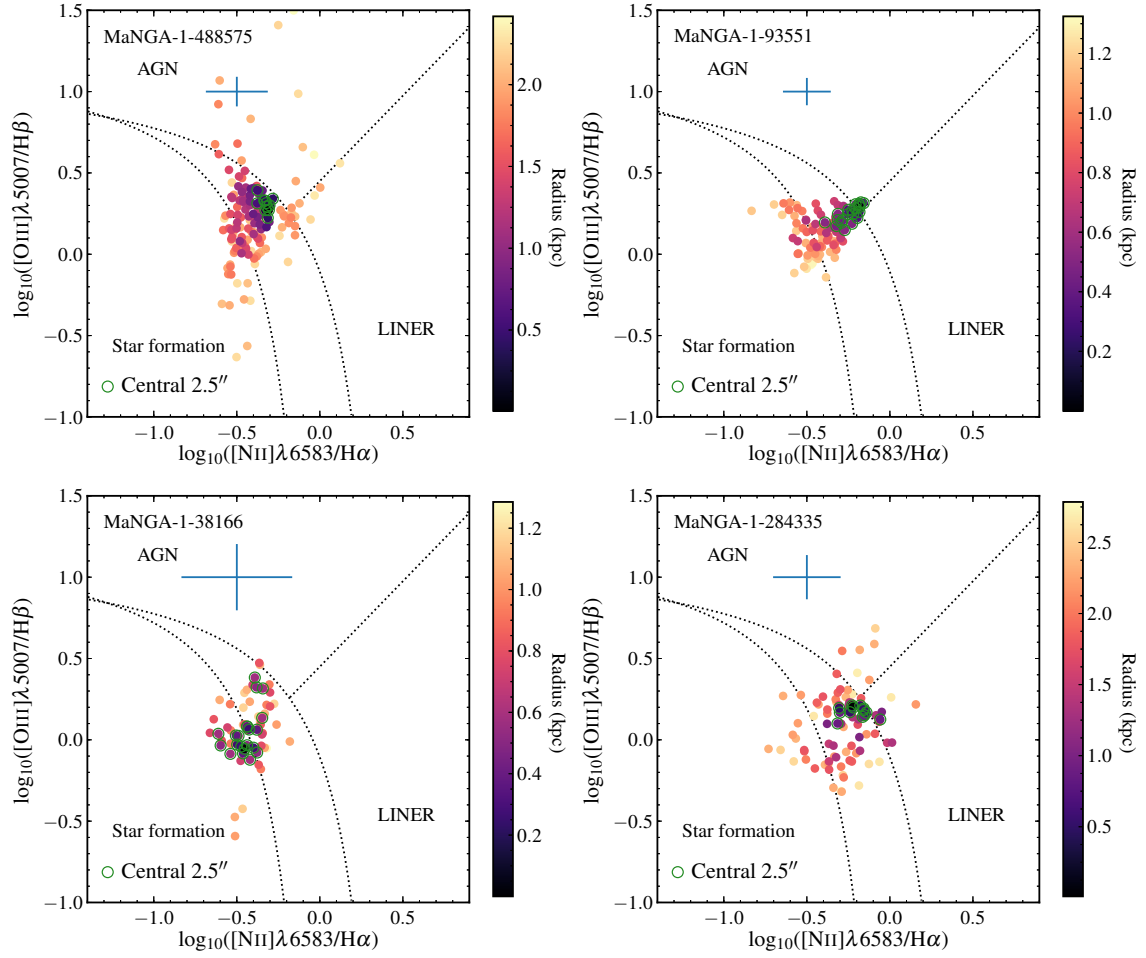 MaNGA-1-488575
AGN
Star formation
Central 2.5″
LINER
1.5
1.0
0.5
0.0
−0.5
−1.0
−1.0
−0.5
0.0
0.5
log₁₀([OIII]λ5007/Hβ)
log₁₀([NII]λ6583/Hα)
2.0
1.5
1.0
0.5
Radius (kpc)
MaNGA-1-93551
AGN
Star formation
Central 2.5″
LINER
1.5
1.0
0.5
0.0
−0.5
−1.0
−1.0
−0.5
0.0
0.5
log₁₀([OIII]λ5007/Hβ)
log₁₀([NII]λ6583/Hα)
1.2
1.0
0.8
0.6
0.4
0.2
Radius (kpc)
MaNGA-1-38166
AGN
Star formation
Central 2.5″
LINER
1.5
1.0
0.5
0.0
−0.5
−1.0
−1.0
−0.5
0.0
0.5
log₁₀([OIII]λ5007/Hβ)
log₁₀([NII]λ6583/Hα)
1.2
1.0
0.8
0.6
0.4
0.2
Radius (kpc)
MaNGA-1-284335
AGN
Star formation
Central 2.5″
LINER
1.5
1.0
0.5
0.0
−0.5
−1.0
−1.0
−0.5
0.0
0.5
log₁₀([OIII]λ5007/Hβ)
log₁₀([NII]λ6583/Hα)
2.5
2.0
1.5
1.0
0.5
Radius (kpc)